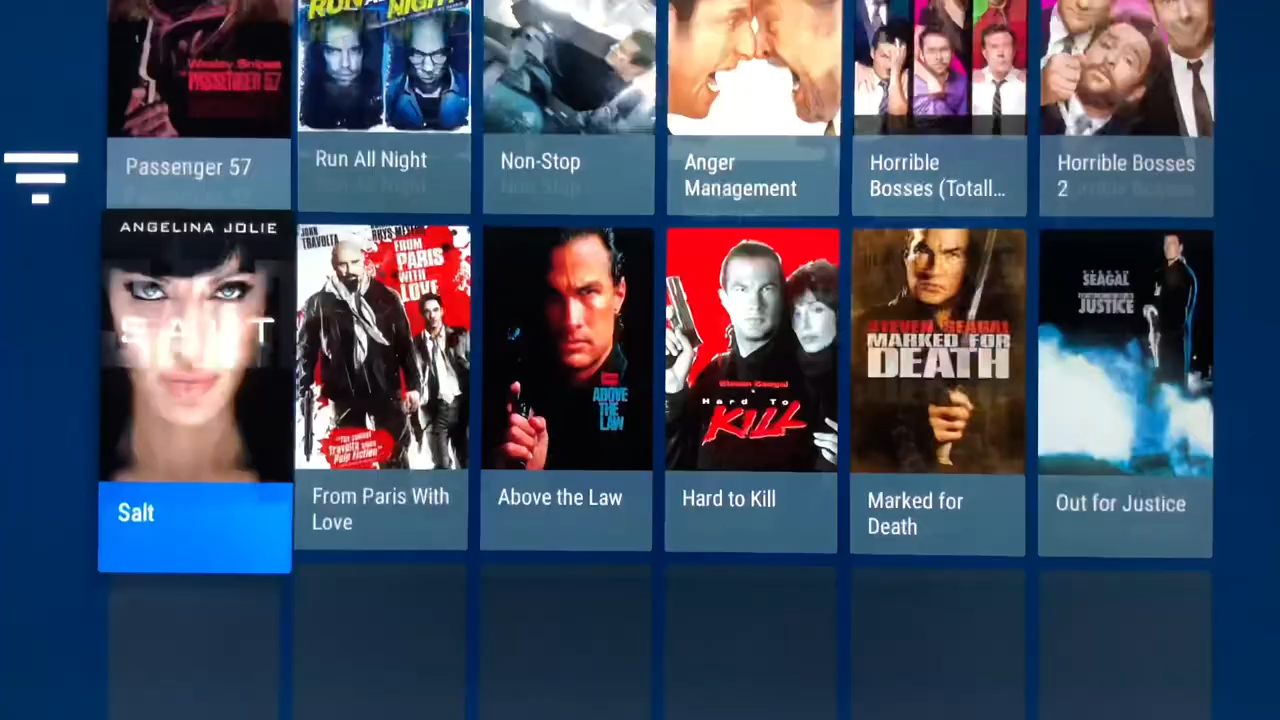 RUN ALL NIGHT
Wesley Snipes
PASSENGER 57
Passenger 57
Run All Night
Non-Stop
Anger
Management
Horrible
Bosses (Totall...
Horrible Bosses
2
ANGELINA JOLIE
SALT
Salt
JOHN
TRAVOLTA
FROM
PARIS
WITH
LOVE
From Paris With
Love
ABOVE
THE
LAW
Above the Law
Steven Seagal
Hard To
KILL
Hard to Kill
STEVEN SEAGAL
MARKED FOR
DEATH
Marked for
Death
SEAGAL
JUSTICE
Out for Justice